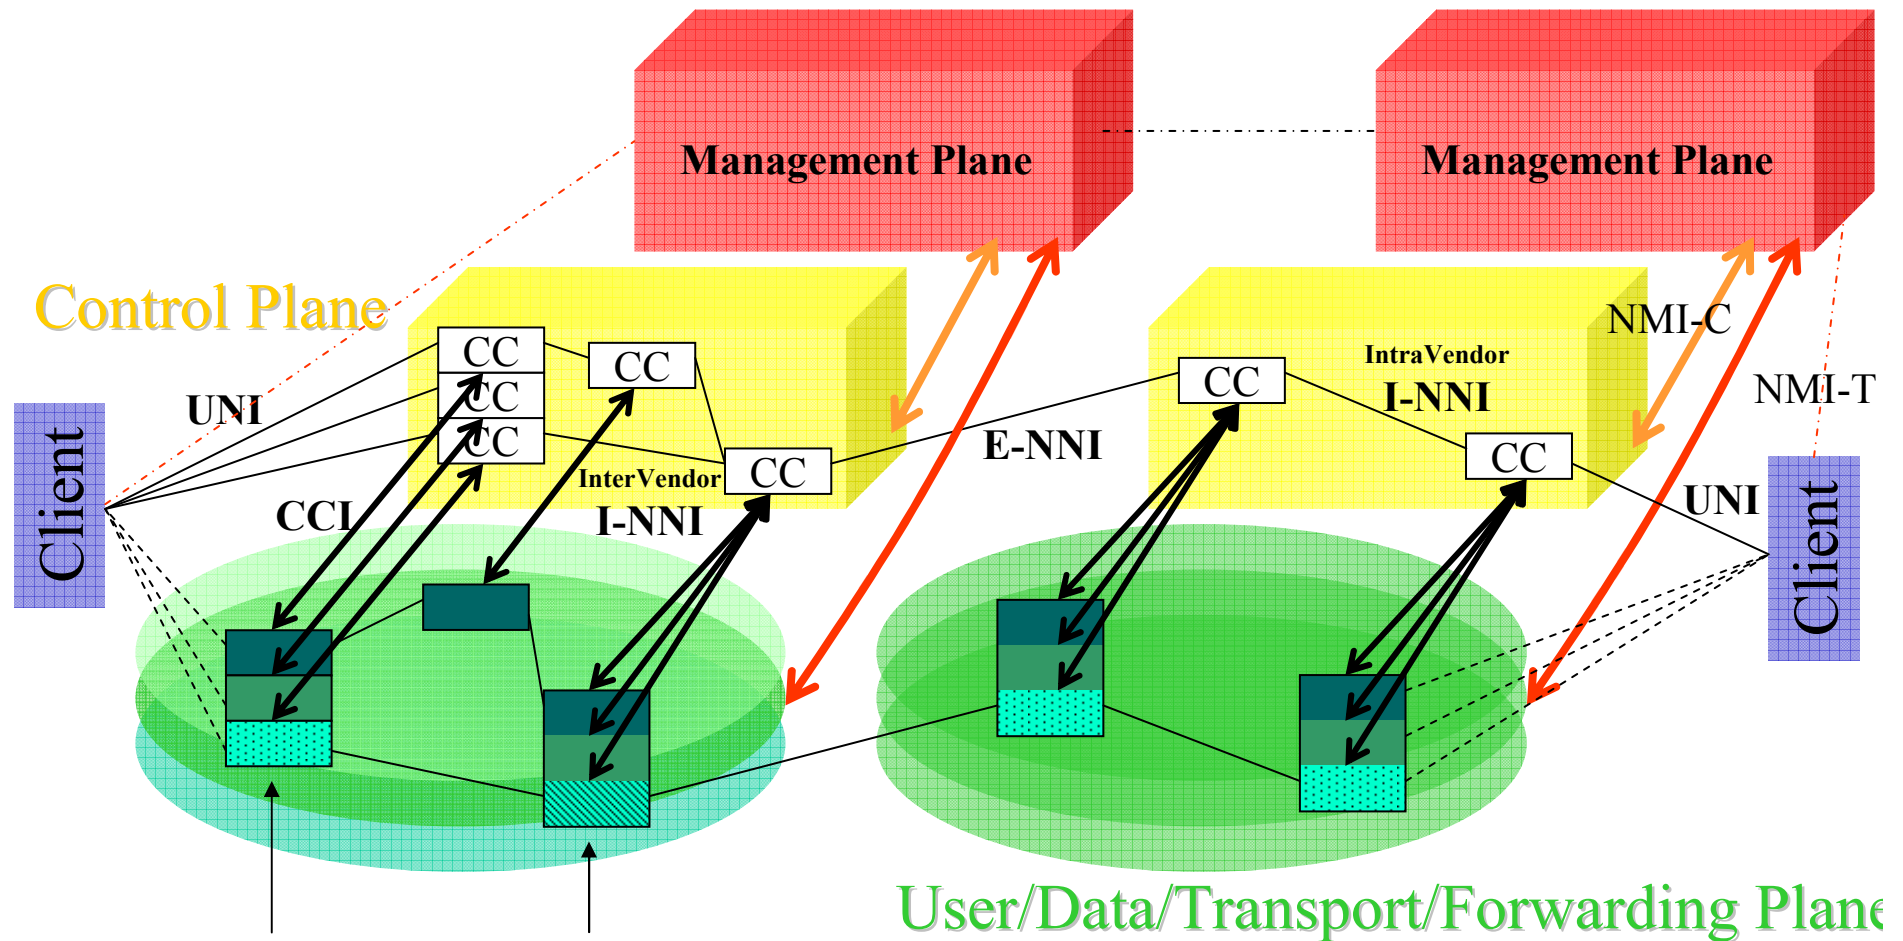 Management Plane
Management Plane
Control Plane
NMI-C
CC
CC
CC
CC
CC
IntraVendor
I-NNI
CC
CC
NMI-T
UNI
E-NNI
InterVendor
I-NNI
CCI
UNI
Client
Client
User/Data/Transport/Forwarding Plane